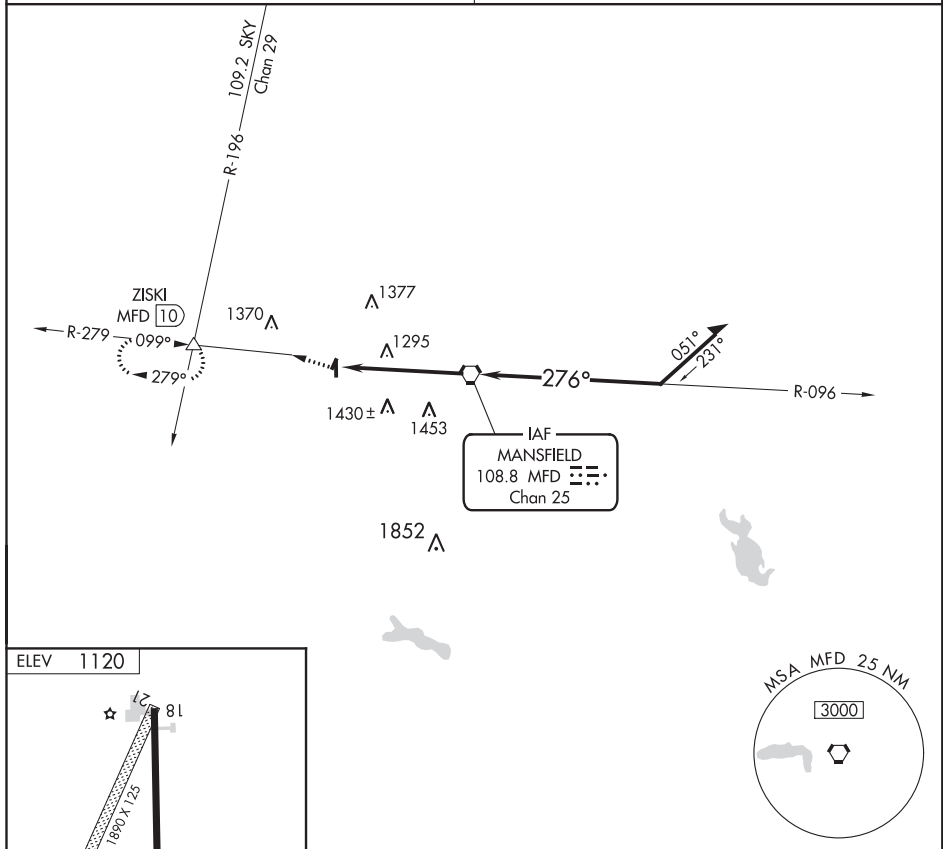 109.2 SKY
Chan 29
R-196
ZISKI
MFD 10
R-279
099°
279°
1370
1377
1295
1430 ±
1453
276°
051°
231°
R-096
IAF
MANSFIELD
108.8 MFD
Chan 25
1852
ELEV 1120
21
18
1890 X 125
MSA MFD 25 NM
3000